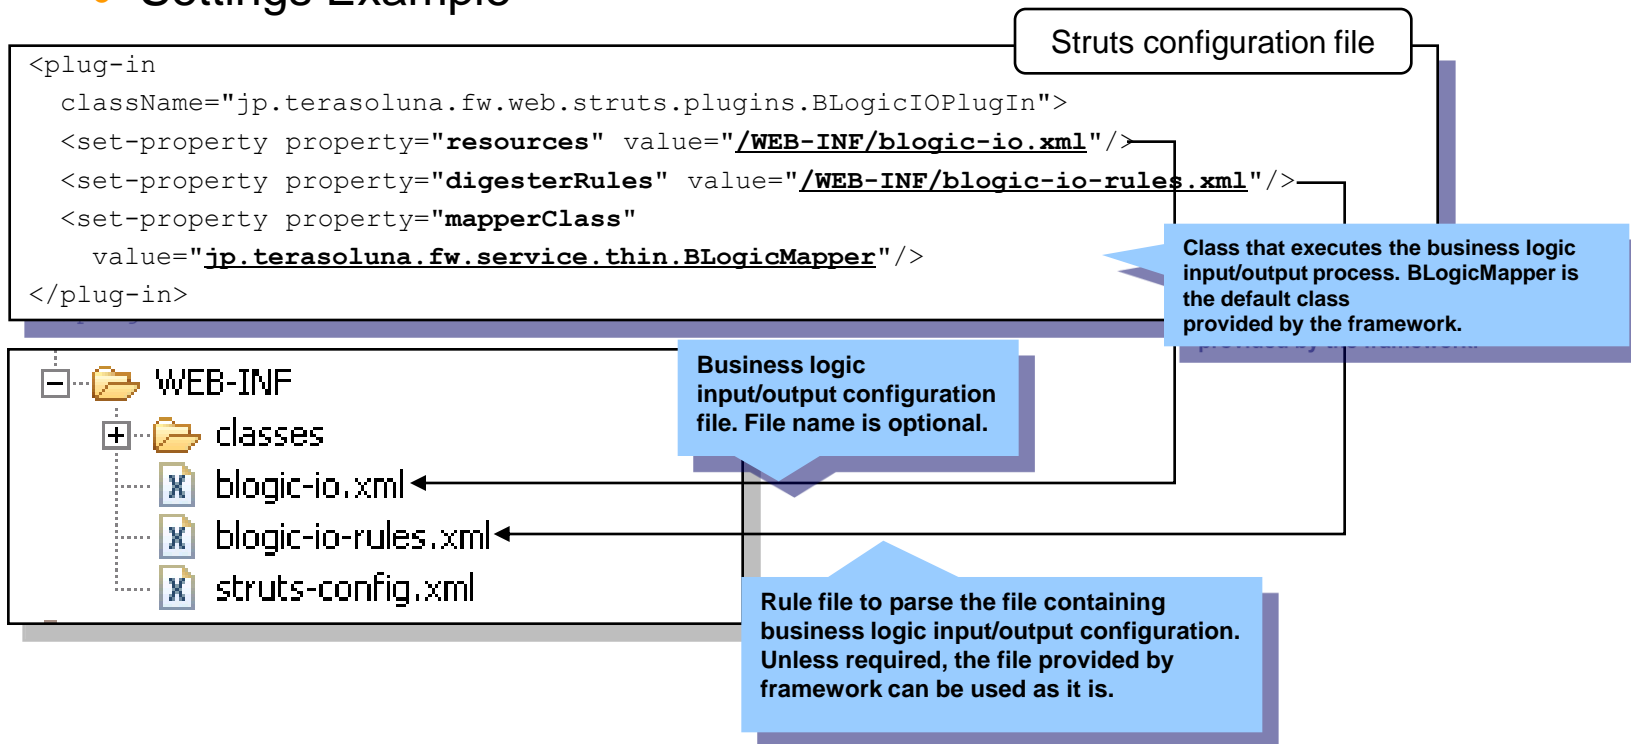 Settings Example
Struts configuration file
<plug-in
className="jp.terasoluna.fw.web.struts.plugins.BLogicIOPlugIn">
<set-property property="resources" value="/WEB-INF/blogic-io.xml"/>
<set-property property="digesterRules" value="/WEB-INF/blogic-io-rules.xml"/>
<set-property property="mapperClass"
value="jp.terasoluna.fw.service.thin.BLogicMapper"/>
</plug-in>
Class that executes the business logic
input/output process. BLogicMapper is
the default class
provided by the framework.
Business logic
input/output configuration
file. File name is optional.
WEB-INF
classes
blogic-io.xml
blogic-io-rules.xml
struts-config.xml
Rule file to parse the file containing
business logic input/output configuration.
Unless required, the file provided by
framework can be used as it is.